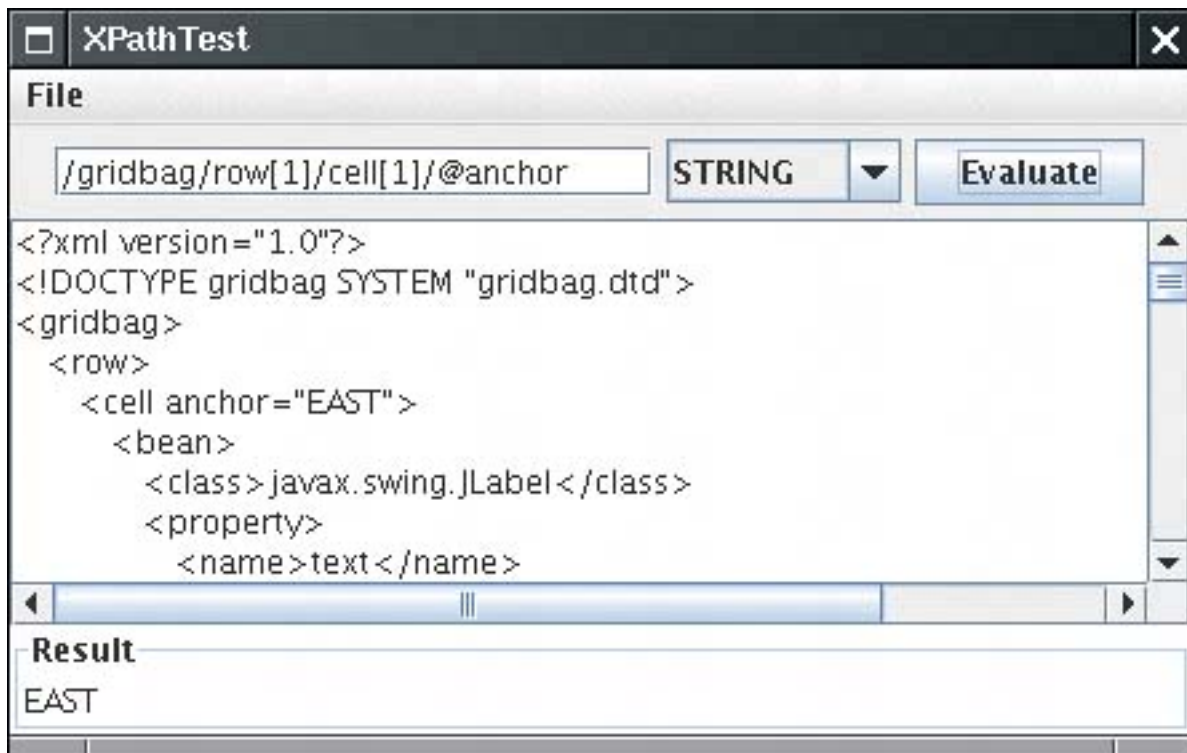 XPathTest
File
/gridbag/row[1]/cell[1]/@anchor STRING Evaluate
<?xml version="1.0"?>
<!DOCTYPE gridbag SYSTEM "gridbag.dtd">
<gridbag>
<row>
<cell anchor="EAST">
<bean>
<class>javax.swing.JLabel</class>
<property>
<name>text</name>
Result
EAST